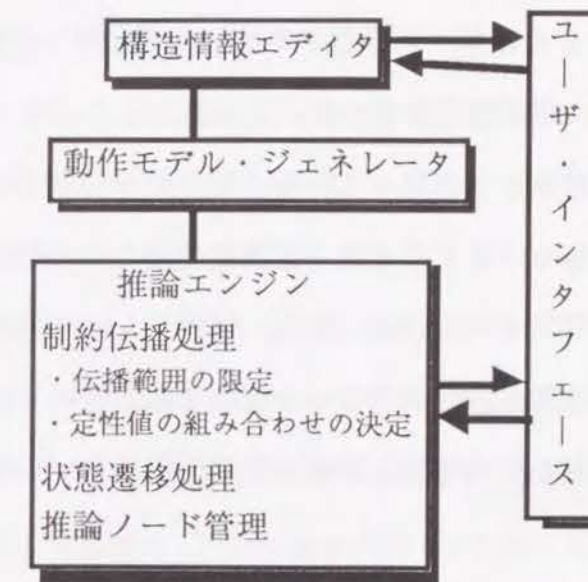 構造情報エディタ
動作モデル・ジェネレータ
推論エンジン
制約伝播処理
・伝播範囲の限定
・定性値の組み合わせの決定
状態遷移処理
推論ノード管理
ユーザ・インタフェース